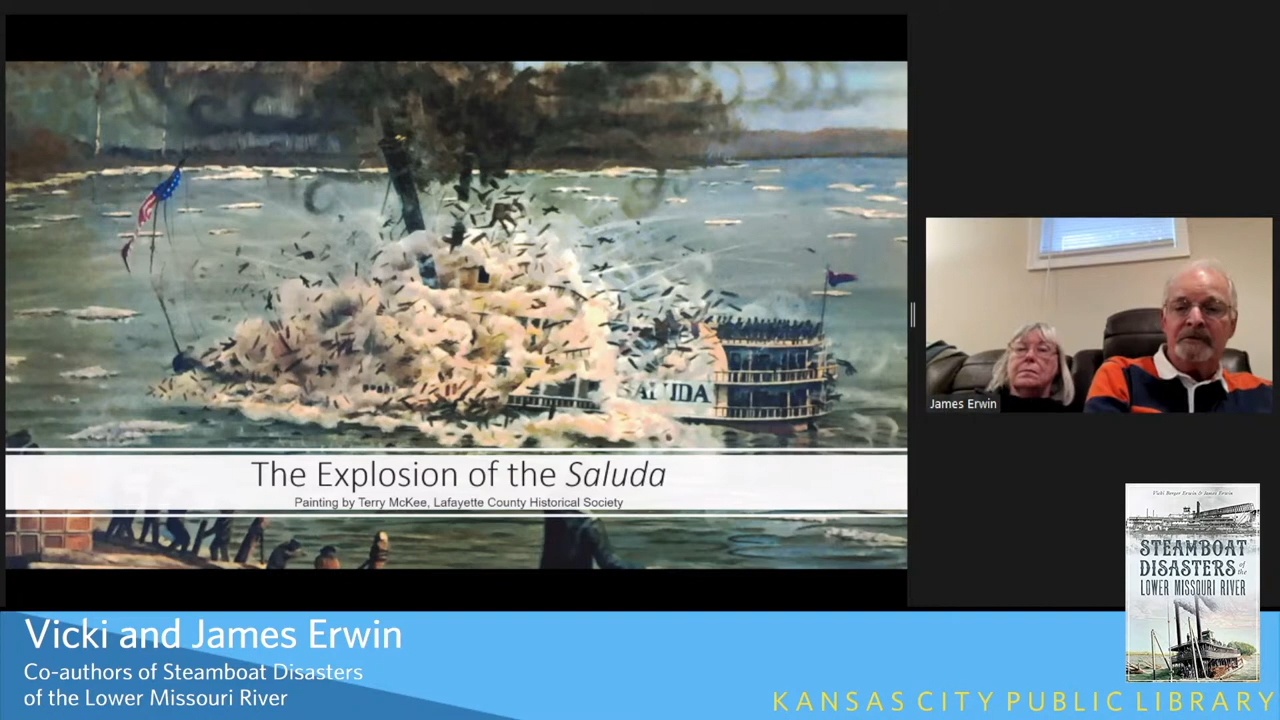 SALUDA
The Explosion of the Saluda
Painting by Terry McKee, Lafayette County Historical Society
James Erwin
Vicki Berger Erwin & James Erwin
STEAMBOAT
DISASTERS
of the
LOWER MISSOURI RIVER
Vicki and James Erwin
Co-authors of Steamboat Disasters
of the Lower Missouri River
KANSAS CITY PUBLIC LIBRARY